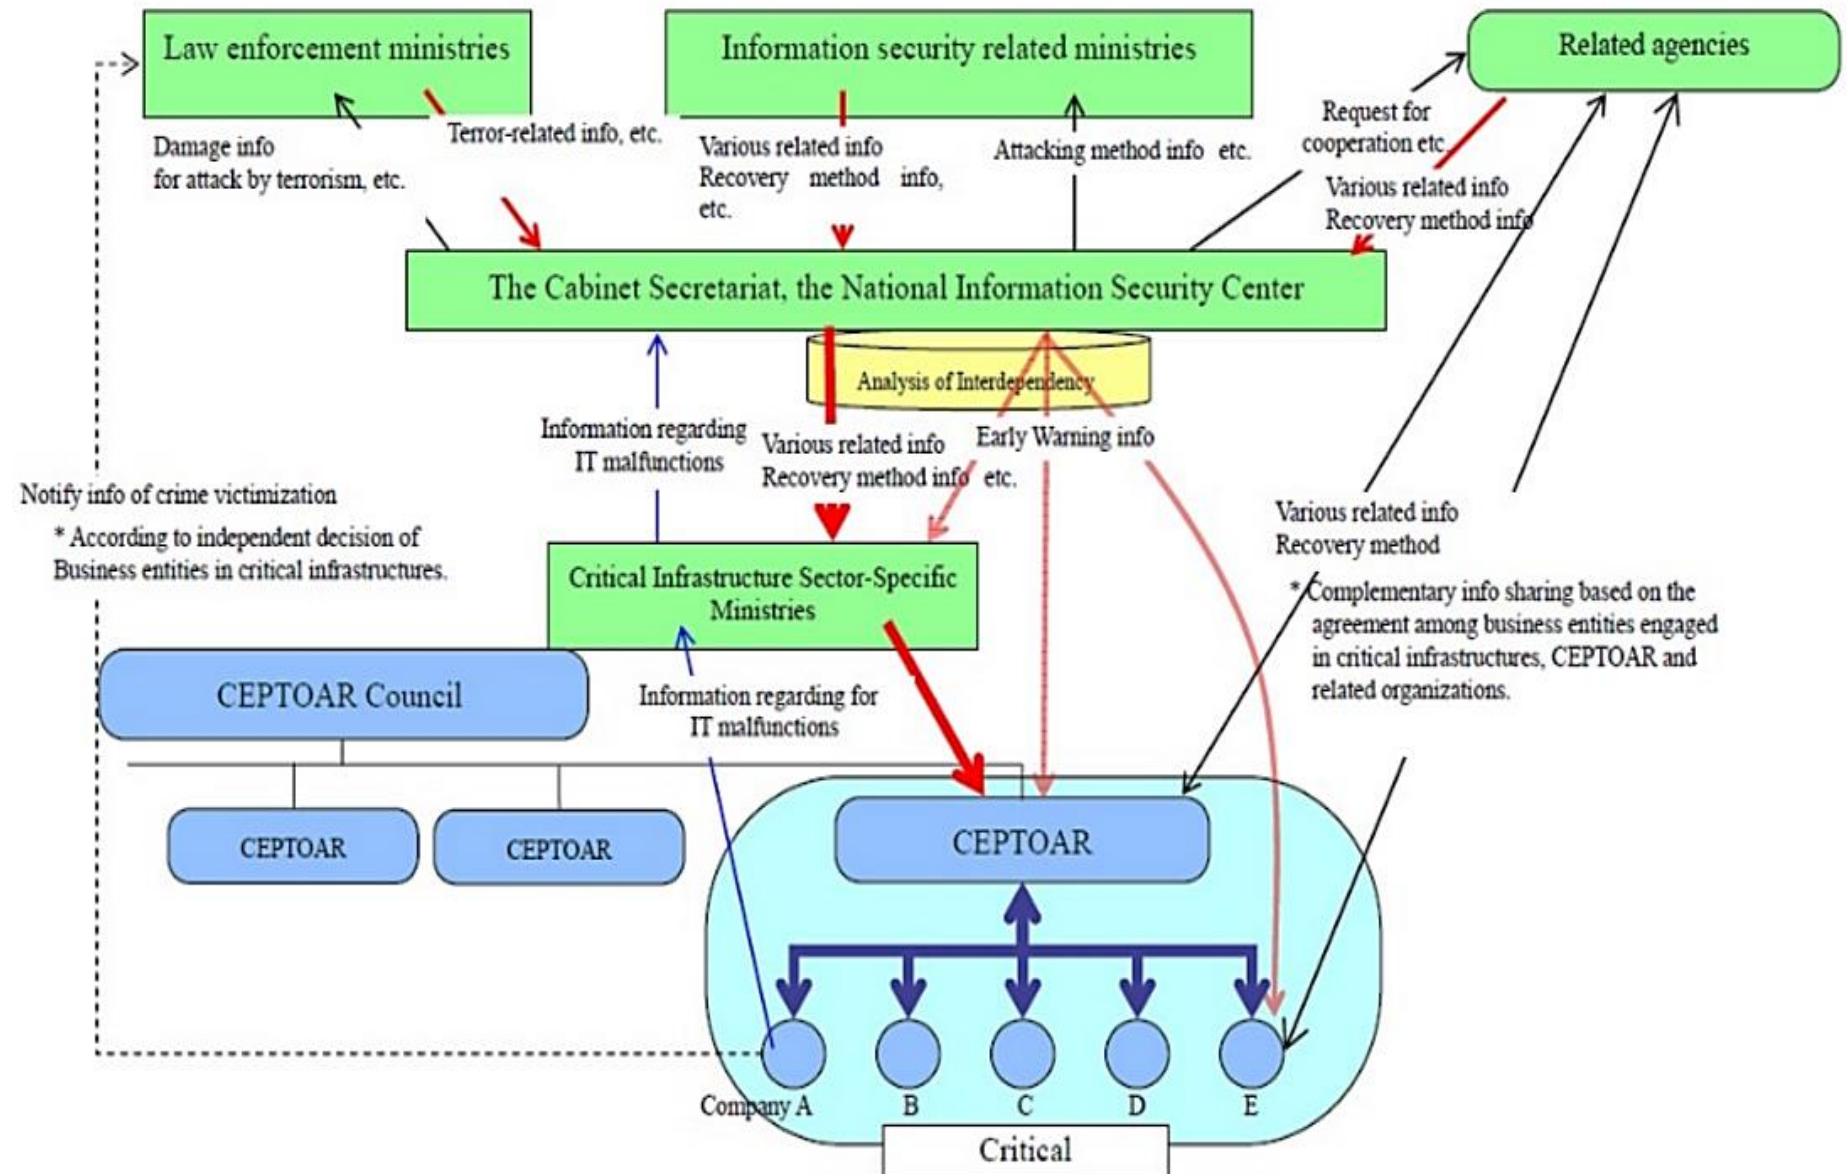 Law enforcement ministries
Information security related ministries
Related agencies
Damage info
for attack by terrorism, etc.
Terror-related info, etc.
Various related info
Recovery method info,
etc.
Attacking method info etc.
Request for
cooperation etc.
Various related info
Recovery method info
The Cabinet Secretariat, the National Information Security Center
Analysis of Interdependency
Information regarding
IT malfunctions
Various related info
Recovery method info etc.
Early Warning info
Notify info of crime victimization
* According to independent decision of
Business entities in critical infrastructures.
Various related info
Recovery method
* Complementary info sharing based on the
agreement among business entities engaged
in critical infrastructures, CEPTOAR and
related organizations.
Critical Infrastructure Sector-Specific
Ministries
CEPTOAR Council
Information regarding for
IT malfunctions
CEPTOAR
CEPTOAR
CEPTOAR
Company A
B
C
D
E
Critical